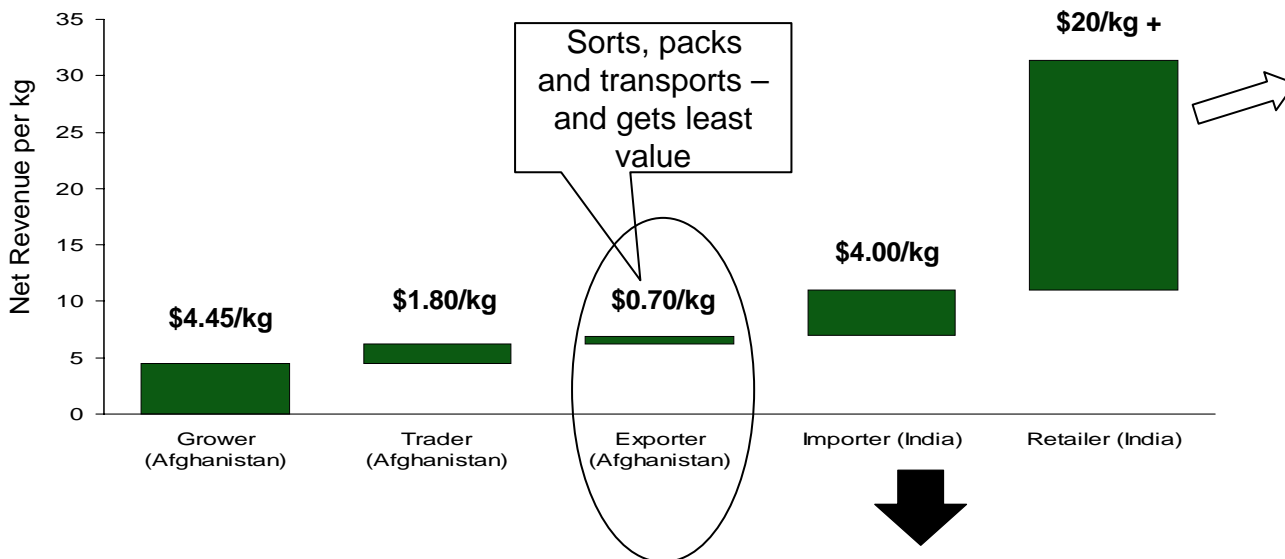 Net Revenue per kg
35
30
25
20
15
10
5
0
Sorts, packs
and transports –
and gets least
value
$4.45/kg
$1.80/kg
$0.70/kg
$4.00/kg
$20/kg +
Grower
(Afghanistan)
Trader
(Afghanistan)
Exporter
(Afghanistan)
Importer (India)
Retailer (India)